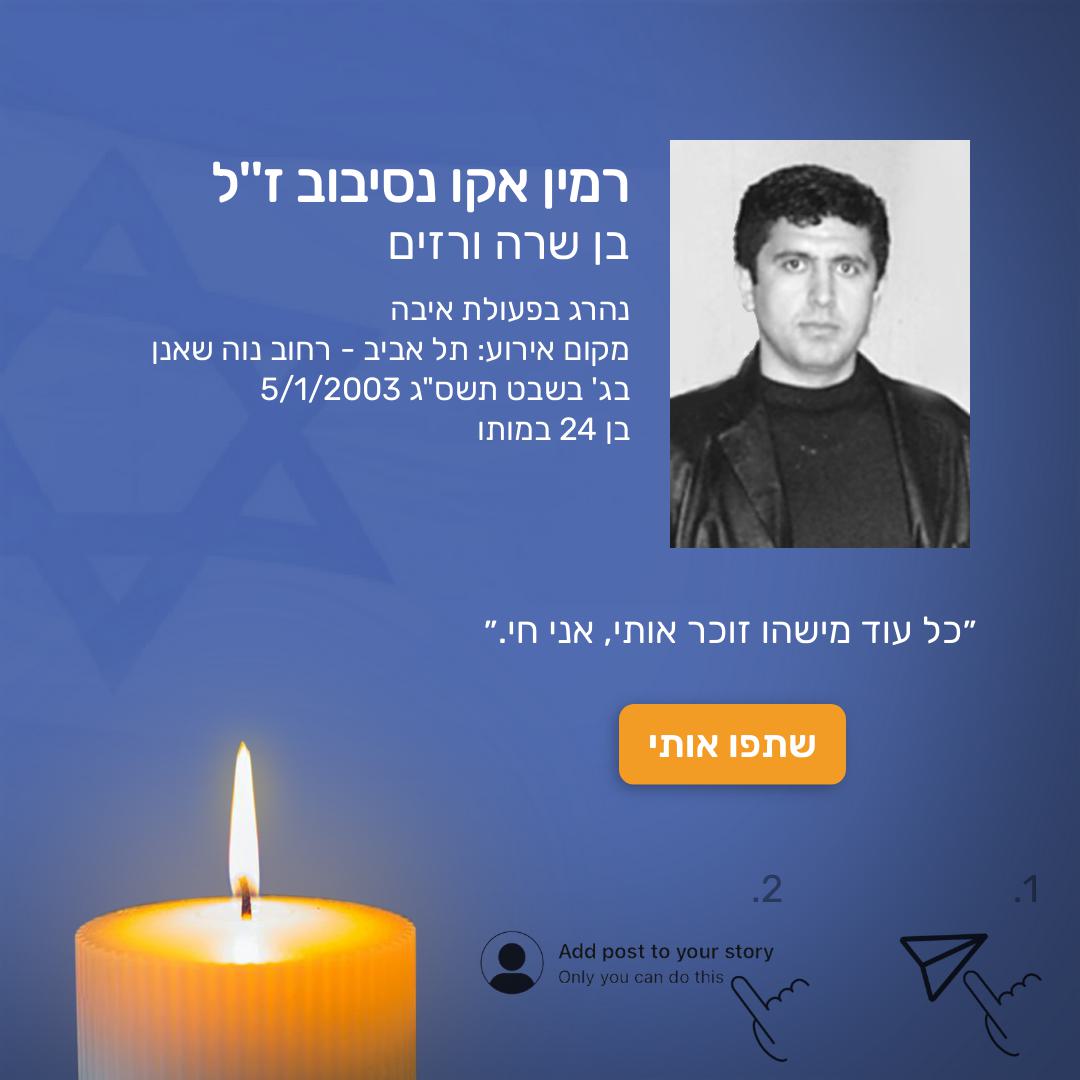 רמין אקו נסיבוב ז"ל
בן שרה ורזים
נהרג בפעולת איבה
מקום אירוע: תל אביב - רחוב נוה שאנן
בג' בשבט תשס"ג 5/1/2003
בן 24 במותו
״כל עוד מישהו זוכר אותי, אני חי.״
שתפו אותי
1.
2.
Add post to your story
Only you can do this